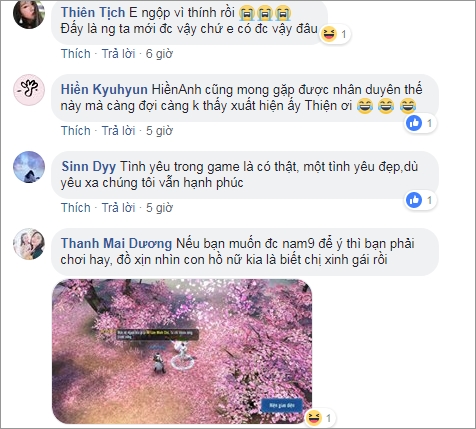 Thiên Tịch E ngộp vì thính rồi 😭😭😭
Đấy là ng ta mới đc vậy chứ e có đc vậy đâu
😆 1
Thích · Trả lời · 6 giờ
Hiền Kyuhyun HiềnAnh cũng mong gặp được nhân duyên thế
này mà càng đợi càng k thấy xuất hiện ấy Thiện ơi 😂 😂 😂
1
Thích · Trả lời · 5 giờ
Sinn Dyy Tình yêu trong game là có thật, một tình yêu đẹp,dù
yêu xa chúng tôi vẫn hạnh phúc
1
Thích · Trả lời · 5 giờ
Thanh Mai Dương Nếu bạn muốn đc nam9 để ý thì bạn phải
chơi hay, đồ xịn nhìn con hồ nữ kia là biết chị xinh gái rồi
😆 1